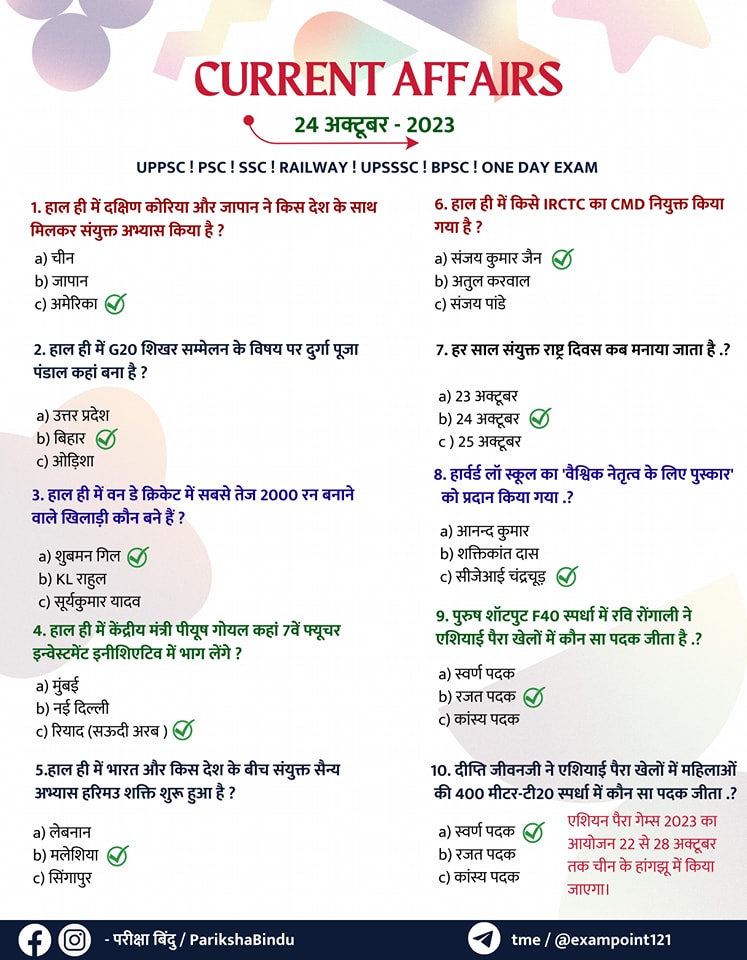 CURRENT AFFAIRS
24 अक्टूबर - 2023
UPPSC ! PSC ! SSC ! RAILWAY ! UPSSSC ! BPSC ! ONE DAY EXAM
1. हाल ही में दक्षिण कोरिया और जापान ने किस देश के साथ
मिलकर संयुक्त अभ्यास किया है ?
a) चीन
b) जापान
c) अमेरिका
2. हाल ही में G20 शिखर सम्मेलन के विषय पर दुर्गा पूजा
पंडाल कहां बना है ?
a) उत्तर प्रदेश
b) बिहार
c) ओड़िशा
3. हाल ही में वन डे क्रिकेट में सबसे तेज 2000 रन बनाने
वाले खिलाड़ी कौन बने हैं ?
a) शुबमन गिल
b) KL राहुल
c) सूर्यकुमार यादव
4. हाल ही में केंद्रीय मंत्री पीयूष गोयल कहां 7वें फ्यूचर
इन्वेस्टमेंट इनीशिएटिव में भाग लेंगे ?
a) मुंबई
b) नई दिल्ली
c) रियाद (सऊदी अरब )
5.हाल ही में भारत और किस देश के बीच संयुक्त सैन्य
अभ्यास हरिमउ शक्ति शुरू हुआ है ?
a) लेबनान
b) मलेशिया
c) सिंगापुर
6. हाल ही में किसे IRCTC का CMD नियुक्त किया
गया है ?
a) संजय कुमार जैन
b) अतुल करवाल
c) संजय पांडे
7. हर साल संयुक्त राष्ट्र दिवस कब मनाया जाता है .?
a) 23 अक्टूबर
b) 24 अक्टूबर
c ) 25 अक्टूबर
8. हार्वर्ड लॉ स्कूल का 'वैश्विक नेतृत्व के लिए पुस्कार'
को प्रदान किया गया .?
a) आनन्द कुमार
b) शक्तिकांत दास
c) सीजेआई चंद्रचूड़
9. पुरुष शॉटपुट F40 स्पर्धा में रवि रोंगाली ने
एशियाई पैरा खेलों में कौन सा पदक जीता है .?
a) स्वर्ण पदक
b) रजत पदक
c) कांस्य पदक
10. दीप्ति जीवनजी ने एशियाई पैरा खेलों में महिलाओं
की 400 मीटर-टी20 स्पर्धा में कौन सा पदक जीता .?
a) स्वर्ण पदक
b) रजत पदक
c) कांस्य पदक
एशियन पैरा गेम्स 2023 का
आयोजन 22 से 28 अक्टूबर
तक चीन के हांगझू में किया
जाएगा।
- परीक्षा बिंदु / ParikshaBindu
tme / @exampoint121